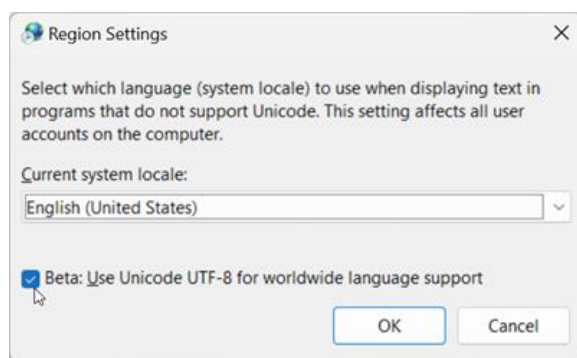 Region Settings
Select which language (system locale) to use when displaying text in
programs that do not support Unicode. This setting affects all user
accounts on the computer.
Current system locale:
English (United States)
Beta: Use Unicode UTF-8 for worldwide language support
OK Cancel